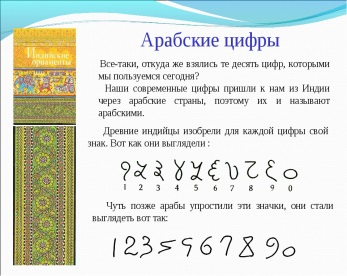 Арабские цифры
Индийские
орнаменты
Все-таки, откуда же взялись те десять цифр, которыми
мы пользуемся сегодня?
Наши современные цифры пришли к нам из Индии
через арабские страны, поэтому их и называют
арабскими.
Древние индийцы изобрели для каждой цифры свой
знак. Вот как они выглядели :
1 2 3 4 5 6 7 8 9 0
Чуть позже арабы упростили эти значки, они стали
выглядеть вот так:
1 2 3 4 5 6 7 8 9 0